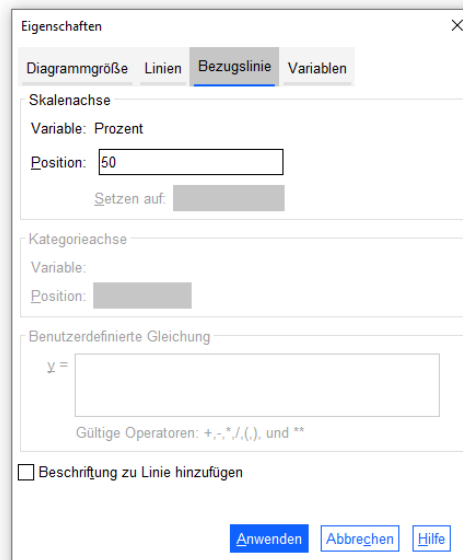 Eigenschaften
Diagrammgröße Linien Bezugslinie Variablen
Skalenachse
Variable: Prozent
Position: 50
Setzen auf:
Kategorieachse
Variable:
Position:
Benutzerdefinierte Gleichung
y =
Gültige Operatoren: +,-,*,/,(,), und **
Beschriftung zu Linie hinzufügen
Anwenden Abbrechen Hilfe